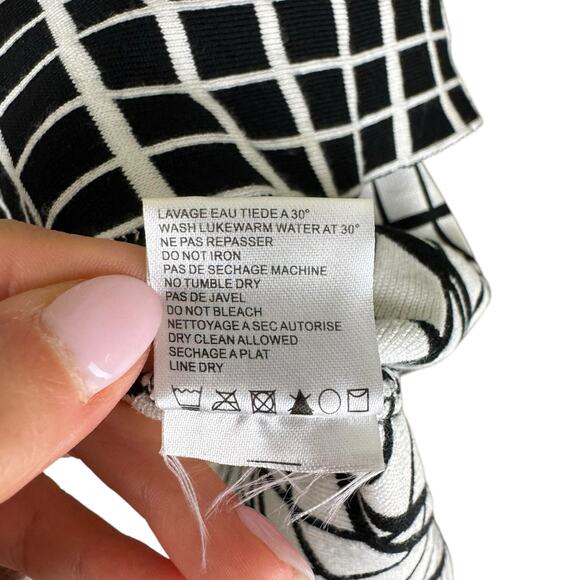 LAVAGE EAU TIEDE A 30°
WASH LUKEWARM WATER AT 30°
NE PAS REPASSER
DO NOT IRON
PAS DE SECHAGE MACHINE
NO TUMBLE DRY
PAS DE JAVEL
DO NOT BLEACH
NETTOYAGE A SEC AUTORISE
DRY CLEAN ALLOWED
SECHAGE A PLAT
LINE DRY